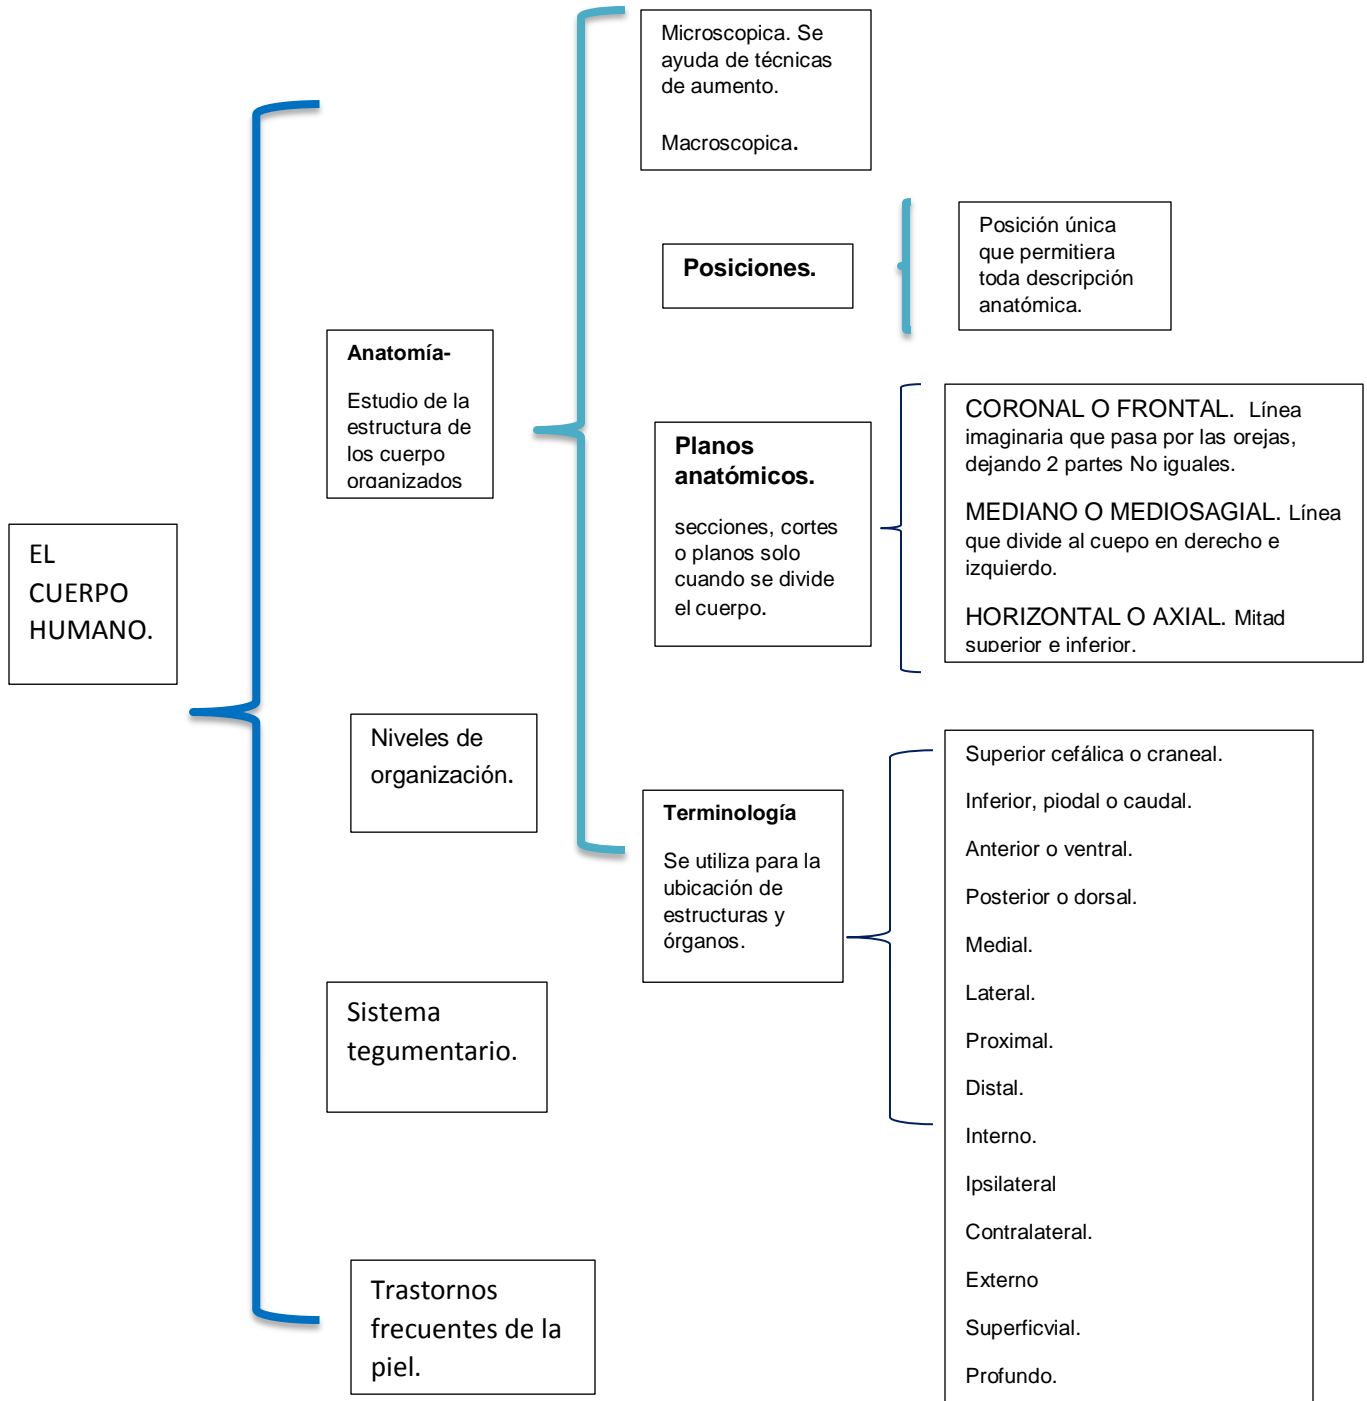 EL
CUERPO
HUMANO.
Anatomía-
Estudio de la
estructura de
los cuerpo
organizados
Microscopica. Se
ayuda de técnicas
de aumento.
Macroscopica.
Posiciones.
Posición única
que permitiera
toda descripción
anatómica.
Planos
anatómicos.
secciones, cortes
o planos solo
cuando se divide
el cuerpo.
CORONAL O FRONTAL. Línea
imaginaria que pasa por las orejas,
dejando 2 partes No iguales.
MEDIANO O MEDIOSAGIAL. Línea
que divide al cuepo en derecho e
izquierdo.
HORIZONTAL O AXIAL. Mitad
superior e inferior.
Terminología
Se utiliza para la
ubicación de
estructuras y
órganos.
Superior cefálica o craneal.
Inferior, piodal o caudal.
Anterior o ventral.
Posterior o dorsal.
Medial.
Lateral.
Proximal.
Distal.
Interno.
Ipsilateral
Contralateral.
Externo
Superficvial.
Profundo.
Niveles de
organización.
Sistema
tegumentario.
Trastornos
frecuentes de la
piel.